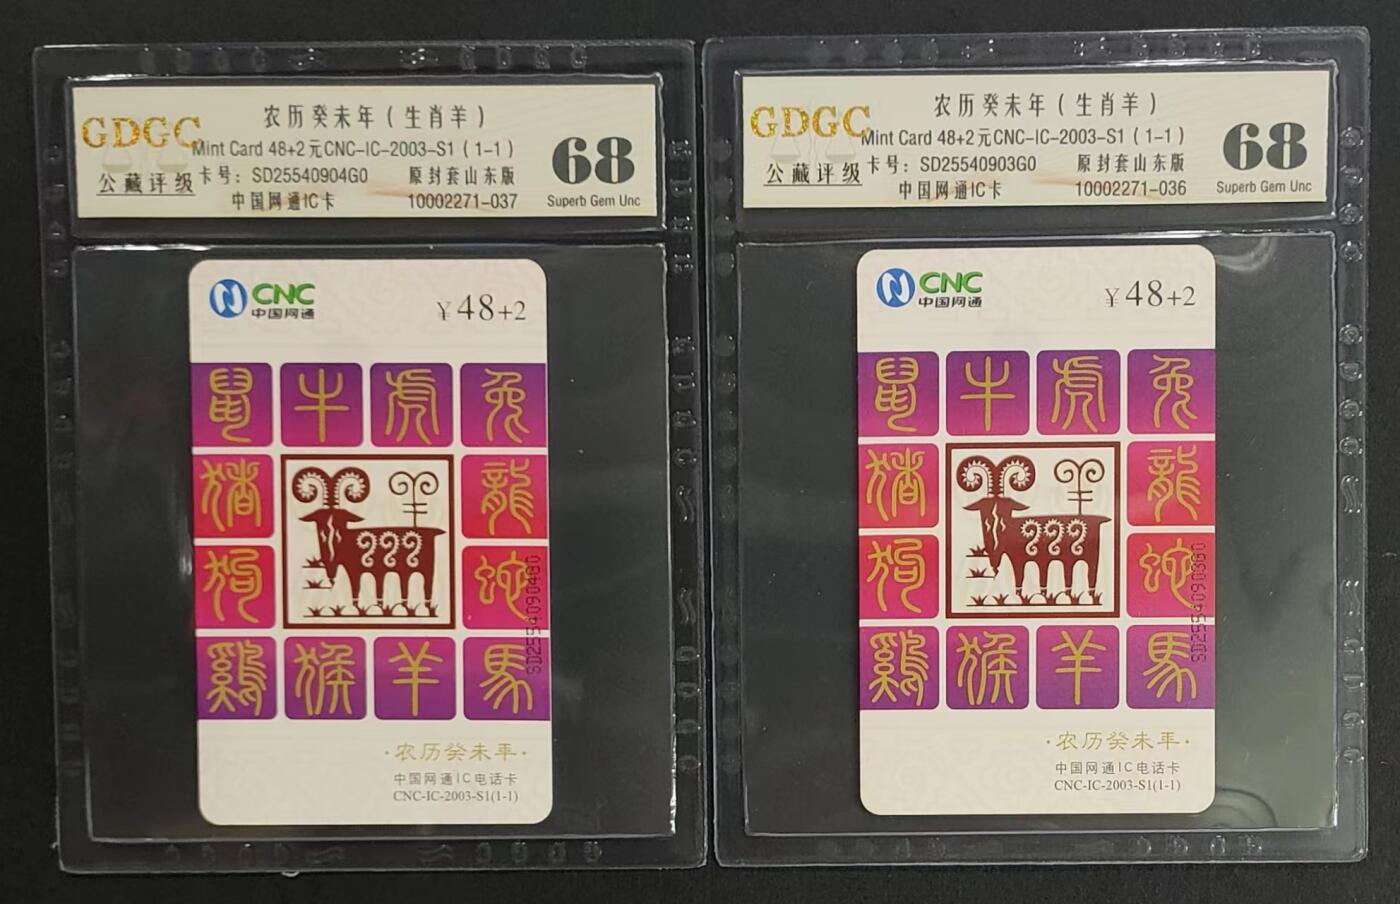 GDGC
公藏评级
农历癸未年（生肖羊）
Mint Card 48+2元CNC-IC-2003-S1（1-1）
卡号：SD25540904G0 原封套山东版
中国网通IC卡 10002271-037
68
Superb Gem Unc
CNC
中国网通
¥48+2
鼠 牛 虎 兔
猪 龍
狗 蛇
鷄 猴 羊 馬
SD25540904G0
·农历癸未年·
中国网通IC电话卡
CNC-IC-2003-S1(1-1)
GDGC
公藏评级
农历癸未年（生肖羊）
Mint Card 48+2元CNC-IC-2003-S1（1-1）
卡号：SD25540903G0 原封套山东版
中国网通IC卡 10002271-036
68
Superb Gem Unc
CNC
中国网通
¥48+2
鼠 牛 虎 兔
猪 龍
狗 蛇
鷄 猴 羊 馬
SD25540903G0
·农历癸未年·
中国网通IC电话卡
CNC-IC-2003-S1(1-1)